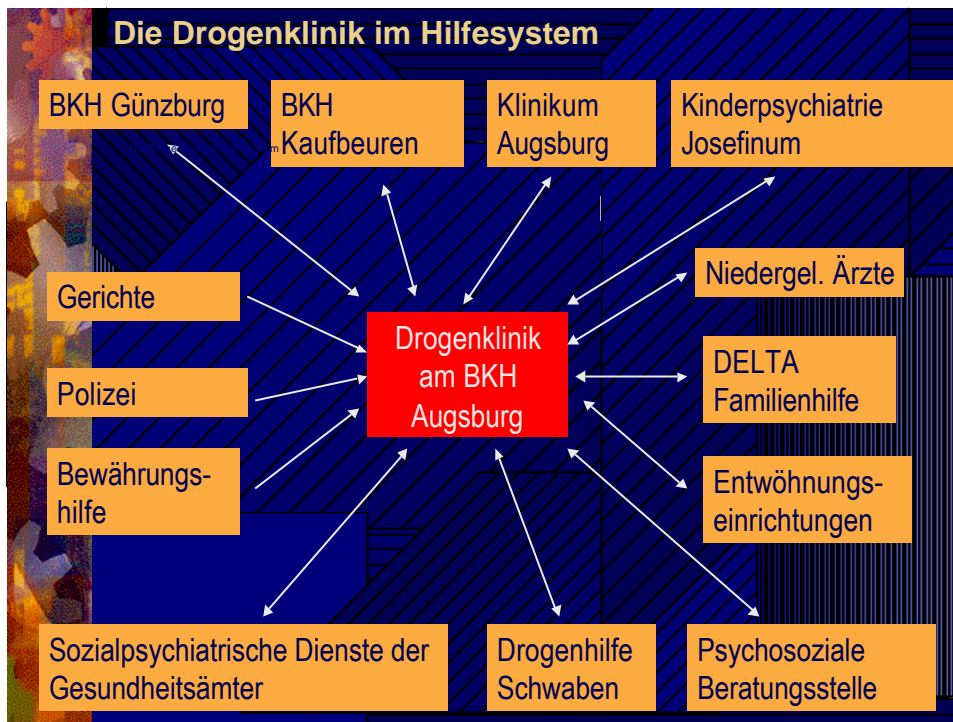 Die Drogenklinik im Hilfesystem
BKH Günzburg
BKH
Kaufbeuren
Klinikum
Augsburg
Kinderpsychiatrie
Josefinum
Niedergel. Ärzte
Gerichte
Drogenklinik
am BKH
Augsburg
DELTA
Familienhilfe
Polizei
Bewährungs-
hilfe
Entwöhnungs-
einrichtungen
Sozialpsychiatrische Dienste der
Gesundheitsämter
Drogenhilfe
Schwaben
Psychosoziale
Beratungsstelle